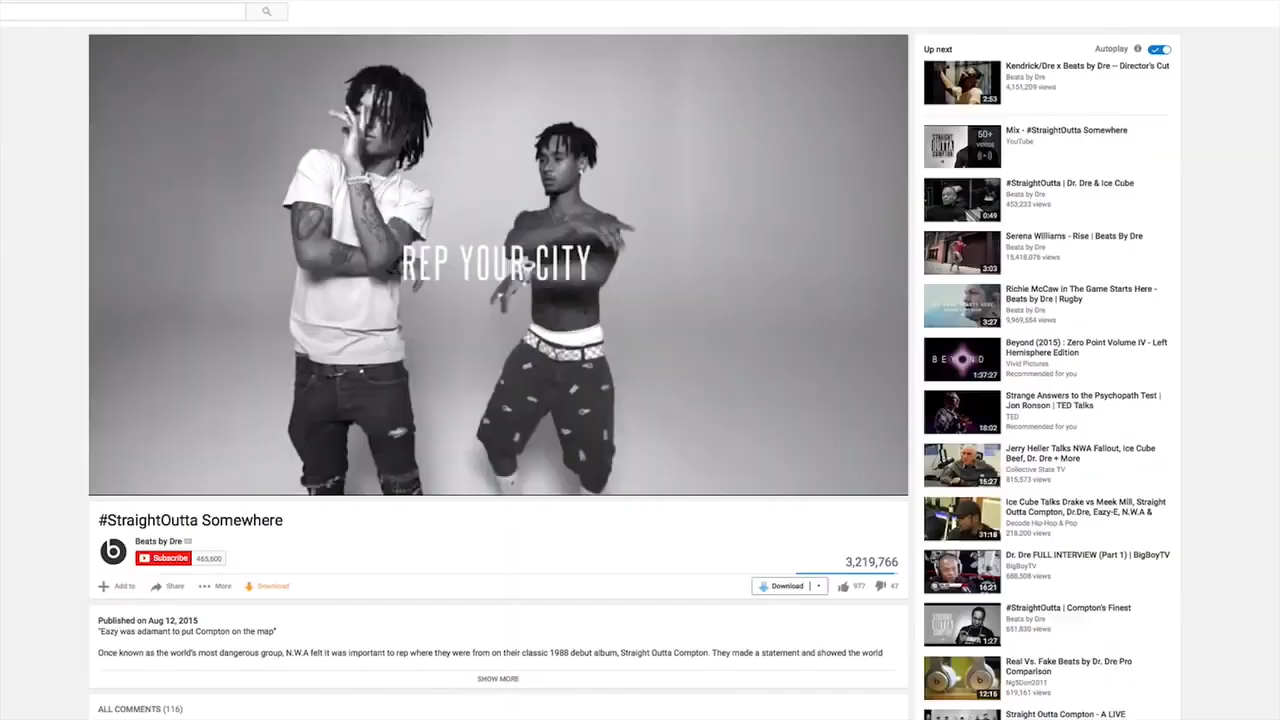 REP YOUR CITY
#StraightOutta Somewhere
Beats by Dre
Subscribe 465,600
3,219,766
Add to Share More Download
Download 977 47
Published on Aug 12, 2015
"Eazy was adamant to put Compton on the map"
Once known as the world's most dangerous group, N.W.A felt it was important to rep where they were from on their classic 1988 debut album, Straight Outta Compton. They made a statement and showed the world
SHOW MORE
ALL COMMENTS (116)
Up next
Autoplay
Kendrick/Dre x Beats by Dre -- Director's Cut
Beats by Dre
4,151,209 views
2:53
Mix - #StraightOutta Somewhere
YouTube
50+
VIDEOS
STRAIGHT
OUTTA
COMPTON
#StraightOutta | Dr. Dre & Ice Cube
Beats by Dre
453,233 views
0:49
Serena Williams - Rise | Beats By Dre
Beats by Dre
15,418,076 views
3:03
Richie McCaw in The Game Starts Here -
Beats by Dre | Rugby
Beats by Dre
9,969,554 views
3:27
Beyond (2015) : Zero Point Volume IV - Left
Hemisphere Edition
Vivid Pictures
Recommended for you
BEYOND
1:37:27
Strange Answers to the Psychopath Test |
Jon Ronson | TED Talks
TED
Recommended for you
18:02
Jerry Heller Talks NWA Fallout, Ice Cube
Beef, Dr. Dre + More
Collective State TV
815,573 views
15:27
Ice Cube Talks Drake vs Meek Mill, Straight
Outta Compton, Dr.Dre, Eazy-E, N.W.A &
Decode Hip-Hop & Pop
218,200 views
31:18
Dr. Dre FULL INTERVIEW (Part 1) | BigBoyTV
BigBoyTV
688,508 views
16:21
#StraightOutta | Compton's Finest
Beats by Dre
651,830 views
1:27
Real Vs. Fake Beats by Dr. Dre Pro
Comparison
Ng5Don2011
619,161 views
12:16
Straight Outta Compton - A LIVE